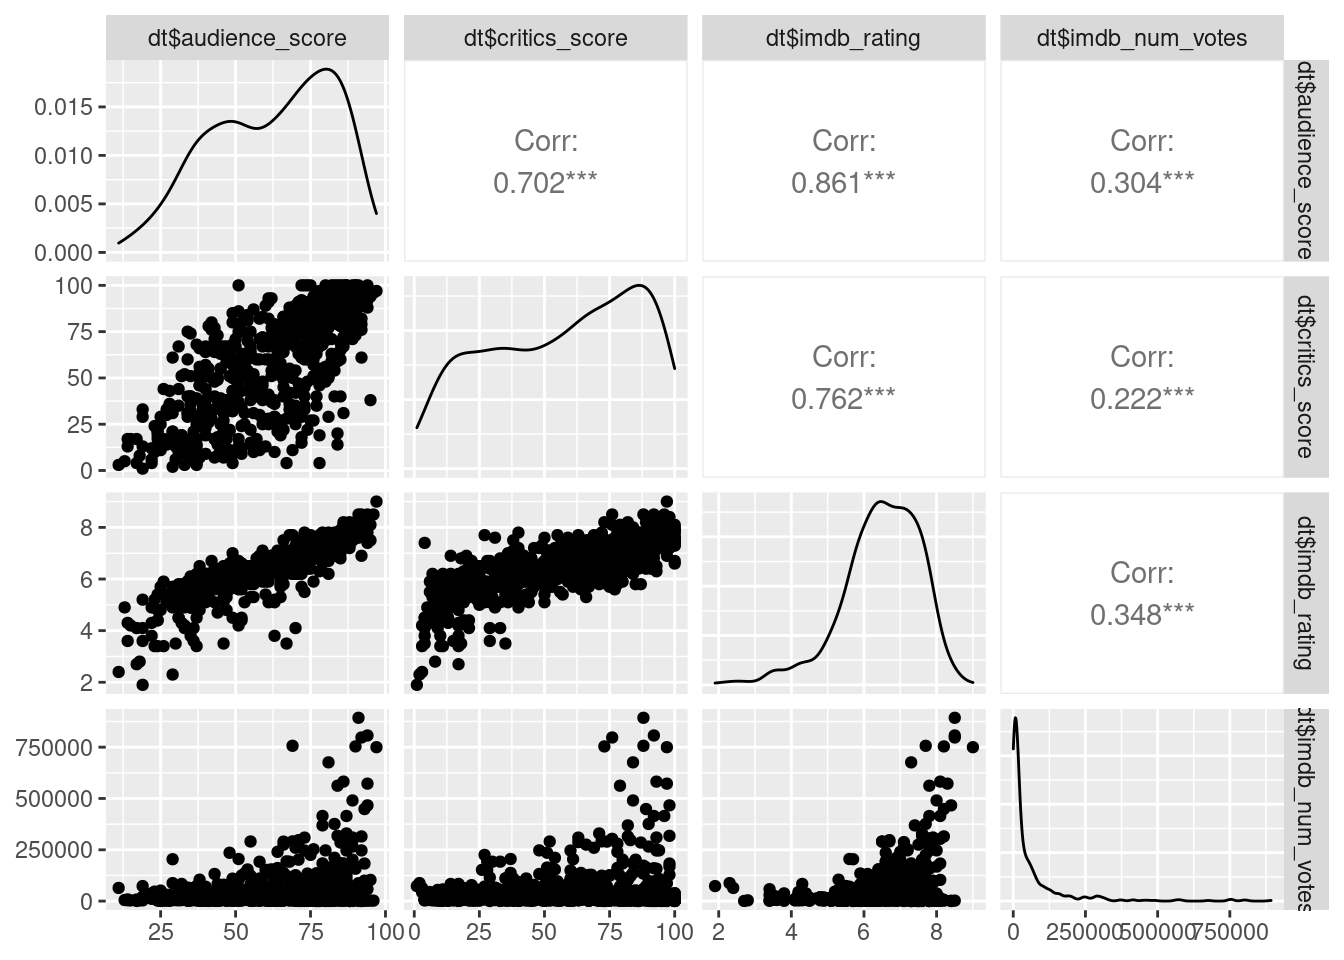 dt$audience_score dt$critics_score dt$imdb_rating dt$imdb_num_votes
0.015
0.010
0.005
0.000
Corr:
0.702***
Corr:
0.861***
Corr:
0.304***
dt$audience_score
100
75
50
25
0
Corr:
0.762***
Corr:
0.222***
dt$critics_score
8
6
4
2
Corr:
0.348***
dt$imdb_rating
750000
500000
250000
0
dt$imdb_num_votes
25 50 75 100
0 25 50 75 100
2 4 6 8
0 250000 500000 750000